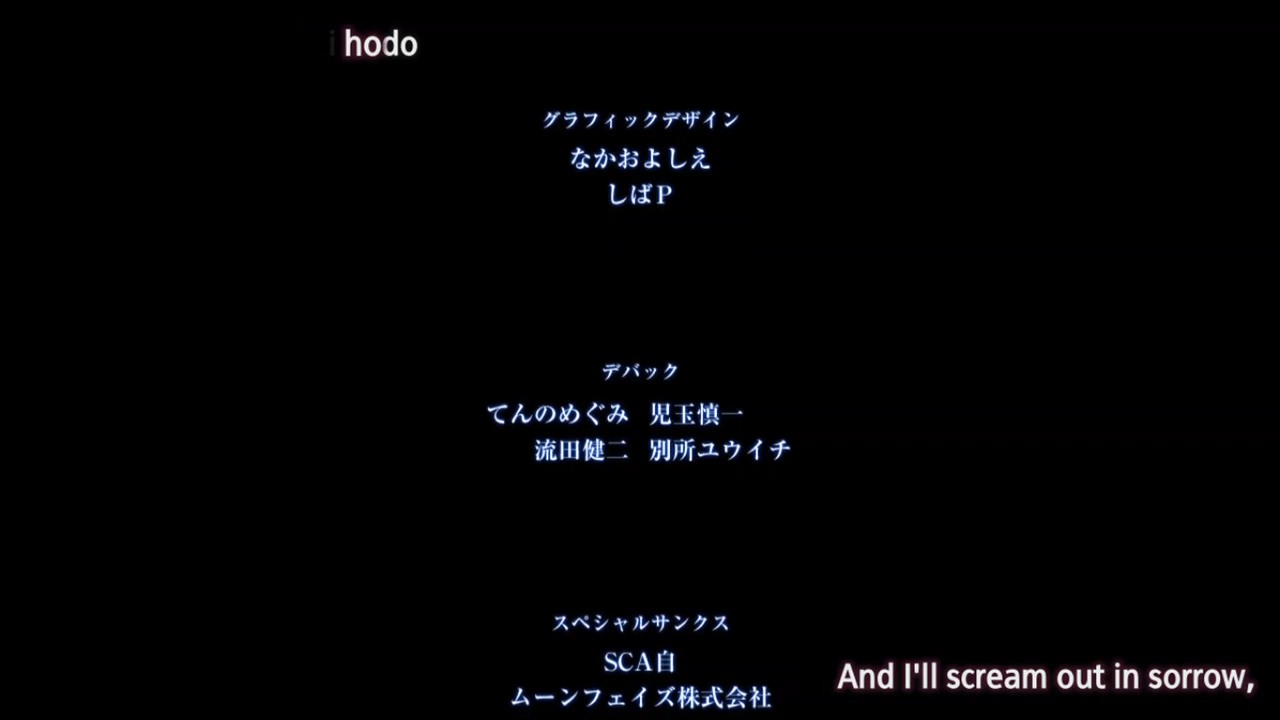 i hodo
グラフィックデザイン
なかおよしえ
しばP
デバック
てんのめぐみ 児玉慎一
流田健二 別所ユウイチ
スペシャルサンクス
SCA自
ムーンフェイズ株式会社
And I'll scream out in sorrow,